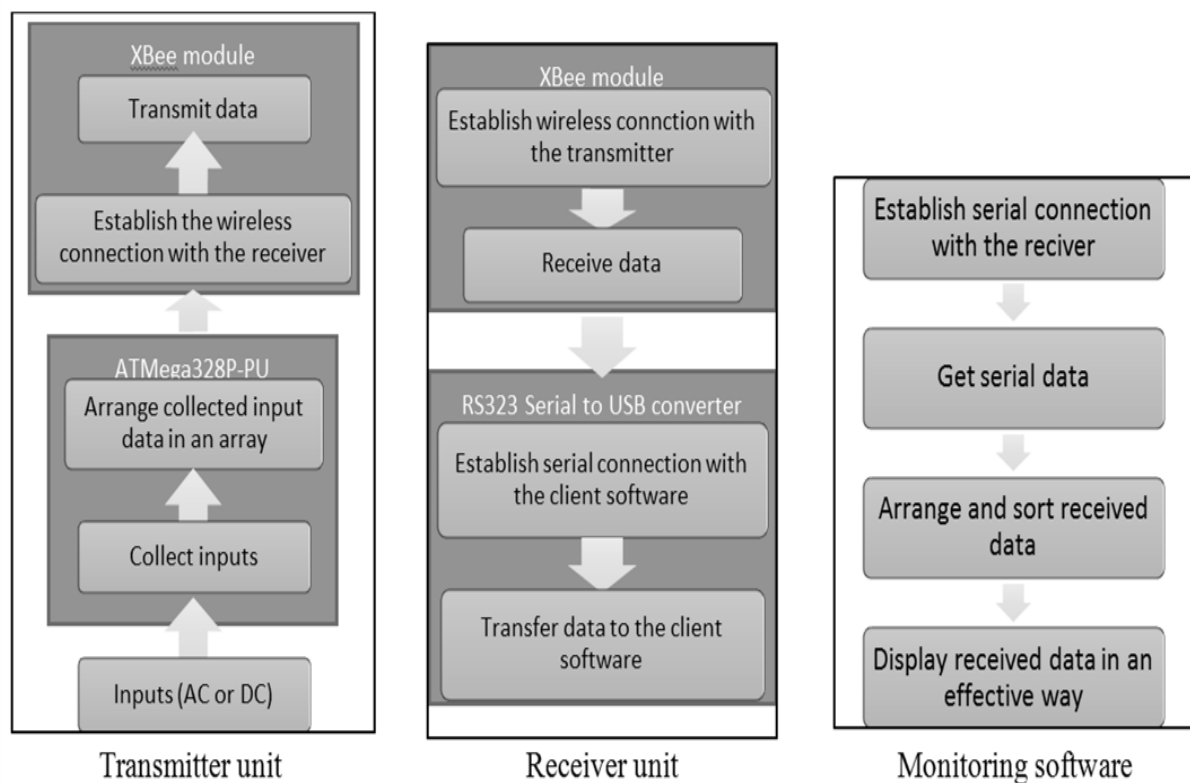 XBee module
Transmit data
Establish the wireless
connection with the receiver
ATMega328P-PU
Arrange collected input
data in an array
Collect inputs
Inputs (AC or DC)
Transmitter unit
XBee module
Establish wireless connction with
the transmitter
Receive data
RS323 Serial to USB converter
Establish serial connection with
the client software
Transfer data to the client
software
Receiver unit
Establish serial connection
with the reciver
Get serial data
Arrange and sort received
data
Display received data in an
effective way
Monitoring software